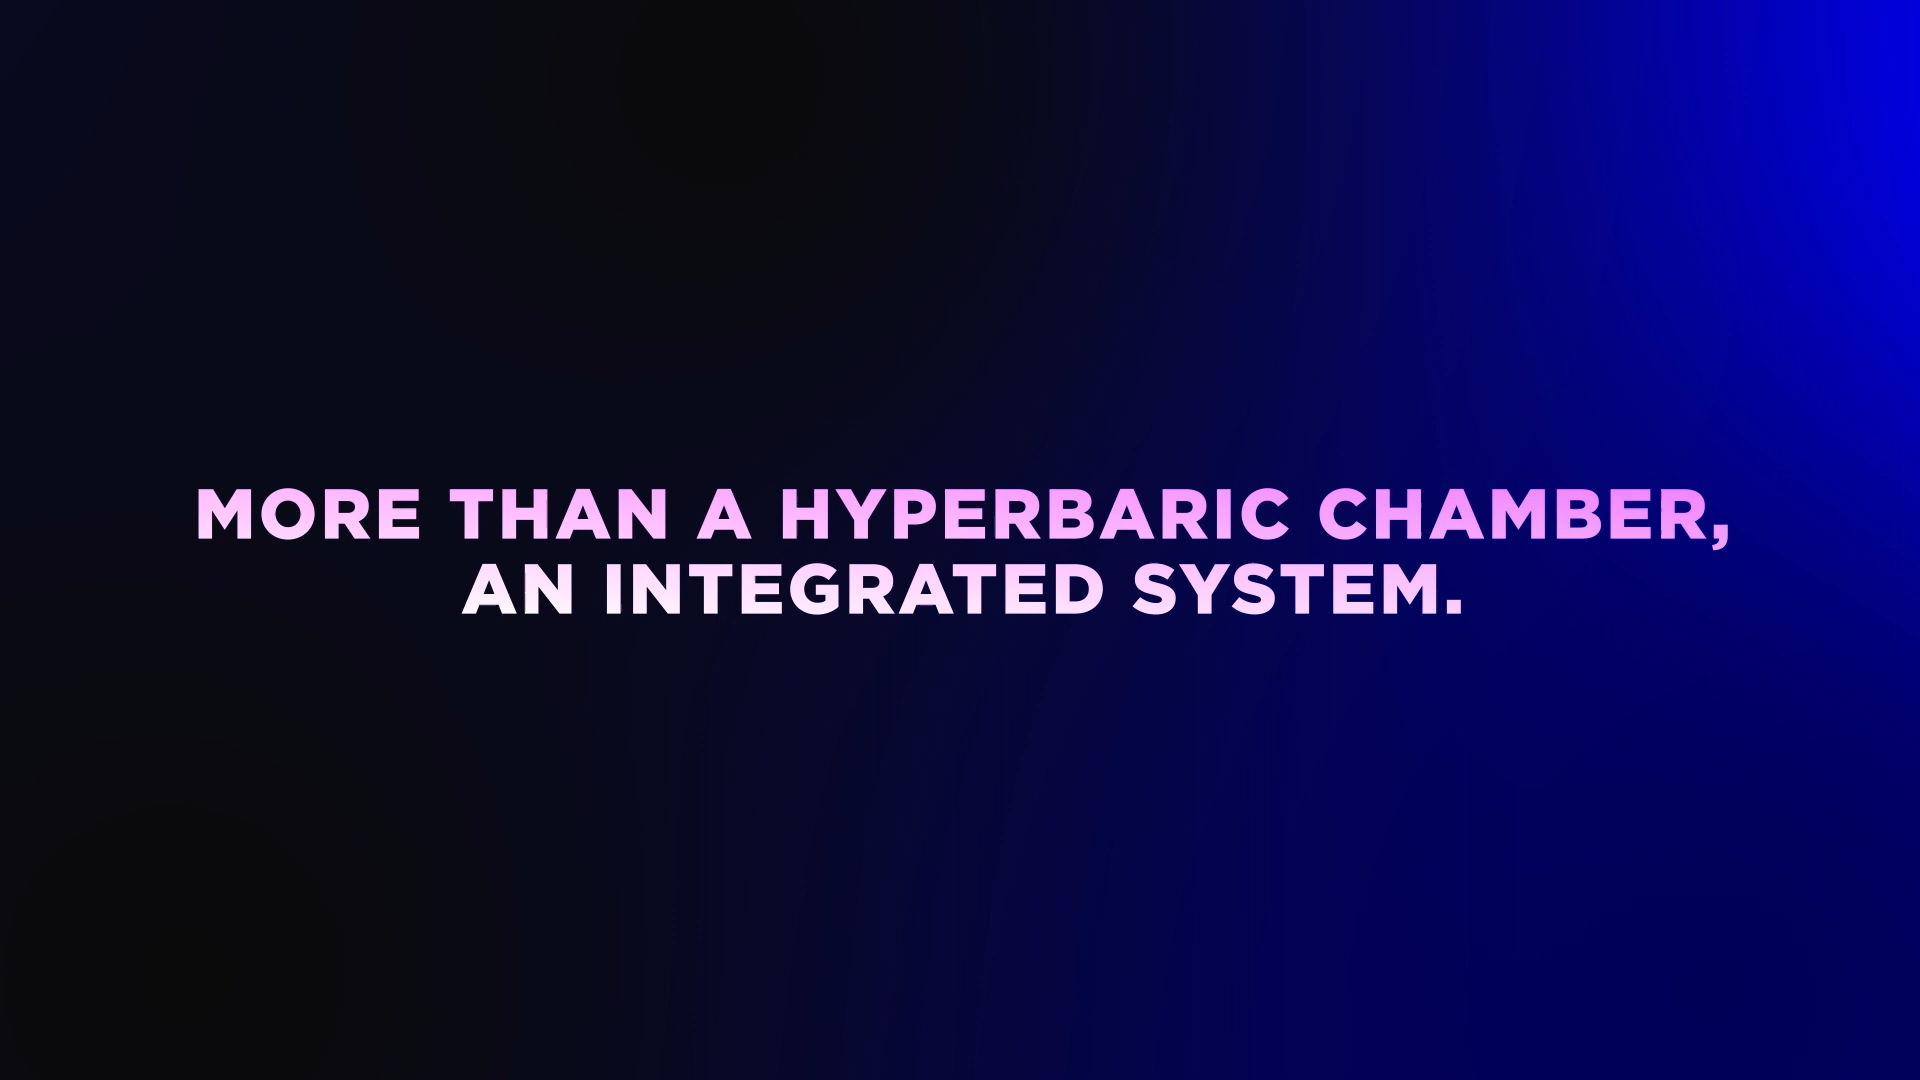 MORE THAN A HYPERBARIC CHAMBER,
AN INTEGRATED SYSTEM.